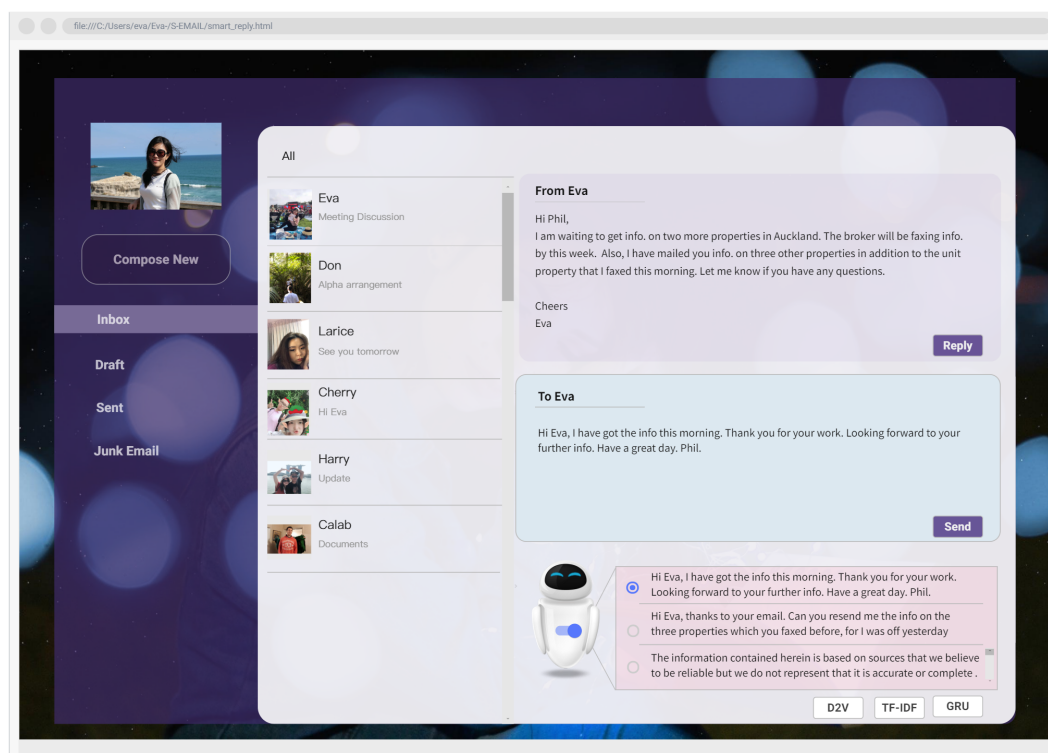 file:///C:/Users/eva/Eva-/S-EMAIL/smart_reply.html
Compose New
Inbox
Draft
Sent
Junk Email
All
Eva
Meeting Discussion
Don
Alpha arrangement
Larice
See you tomorrow
Cherry
Hi Eva
Harry
Update
Calab
Documents
From Eva
Hi Phil,
I am waiting to get info. on two more properties in Auckland. The broker will be faxing info.
by this week.  Also, I have mailed you info. on three other properties in addition to the unit
property that I faxed this morning. Let me know if you have any questions.
Cheers
Eva
Reply
To Eva
Hi Eva, I have got the info this morning. Thank you for your work. Looking forward to your
further info. Have a great day. Phil.
Send
Hi Eva, I have got the info this morning. Thank you for your work.
Looking forward to your further info. Have a great day. Phil.
Hi Eva, thanks to your email. Can you resend me the info on the
three properties which you faxed before, for I was off yesterday
The information contained herein is based on sources that we believe
to be reliable but we do not represent that it is accurate or complete .
D2V
TF-IDF
GRU